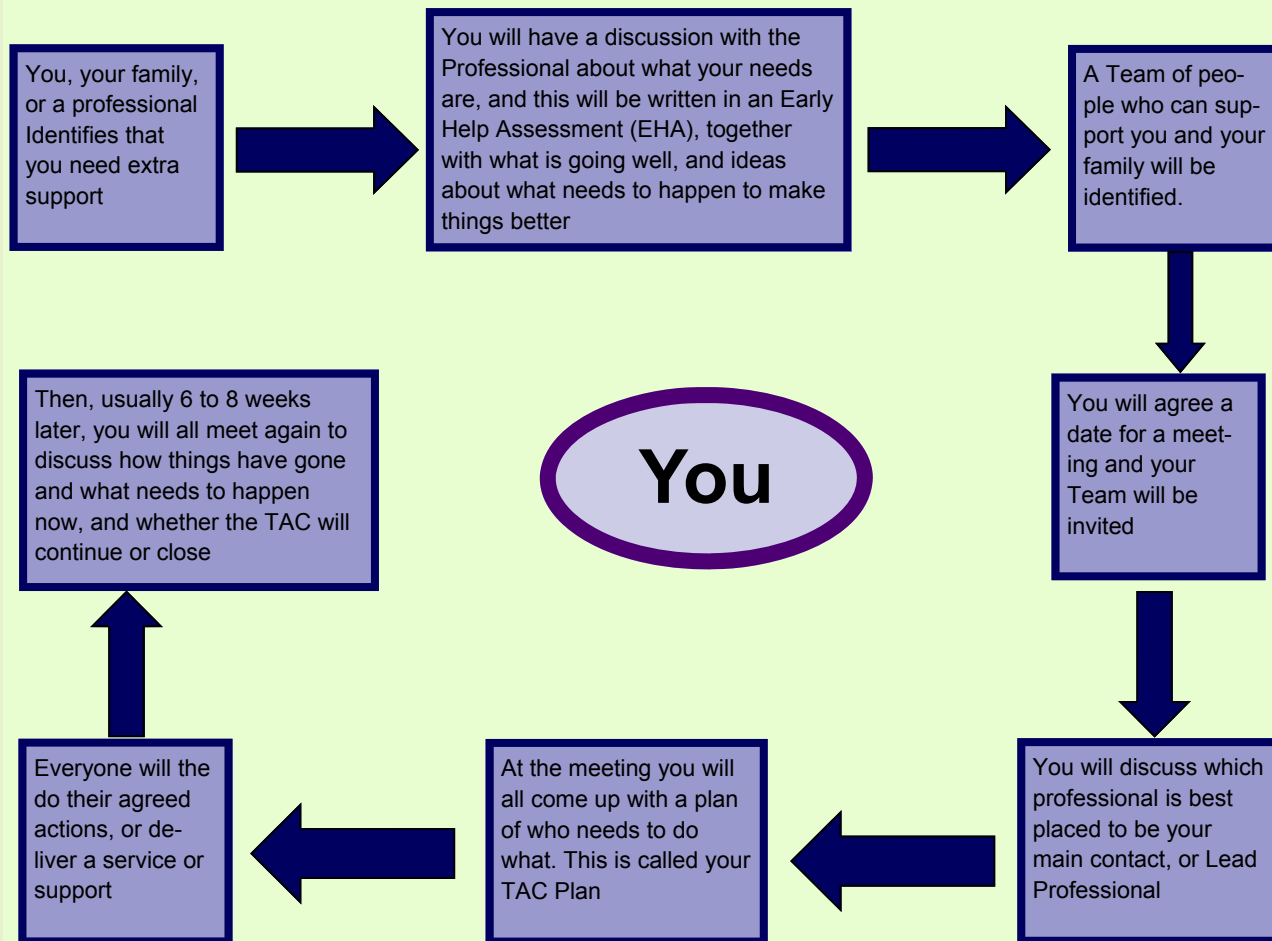 You, your family,
or a professional
Identifies that
you need extra
support
You will have a discussion with the
Professional about what your needs
are, and this will be written in an Early
Help Assessment (EHA), together
with what is going well, and ideas
about what needs to happen to make
things better
A Team of peo-
ple who can sup-
port you and your
family will be
identified.
You will agree a
date for a meet-
ing and your
Team will be
invited
You will discuss which
professional is best
placed to be your
main contact, or Lead
Professional
At the meeting you will
all come up with a plan
of who needs to do
what. This is called your
TAC Plan
Everyone will the
do their agreed
actions, or de-
liver a service or
support
Then, usually 6 to 8 weeks
later, you will all meet again to
discuss how things have gone
and what needs to happen
now, and whether the TAC will
continue or close
You